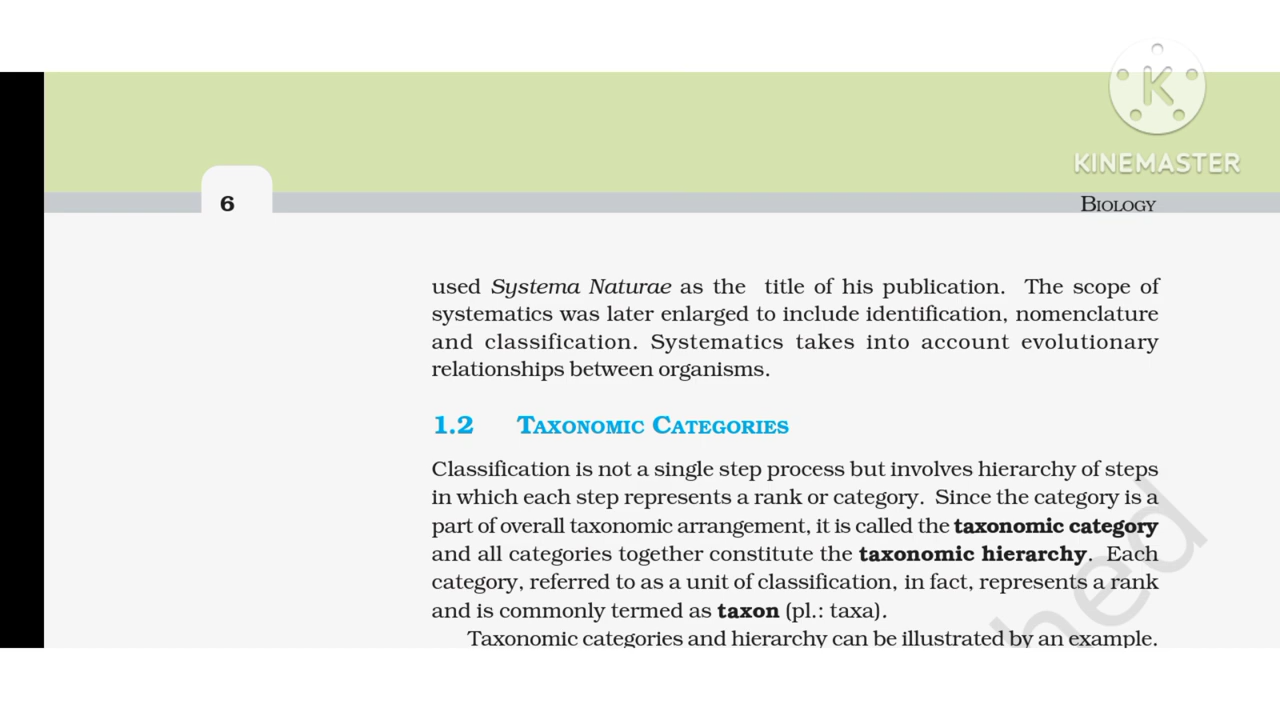 K
KINEMASTER
6
BIOLOGY
used Systema Naturae as the title of his publication. The scope of
systematics was later enlarged to include identification, nomenclature
and classification. Systematics takes into account evolutionary
relationships between organisms.
1.2 TAXONOMIC CATEGORIES
Classification is not a single step process but involves hierarchy of steps
in which each step represents a rank or category. Since the category is a
part of overall taxonomic arrangement, it is called the taxonomic category
and all categories together constitute the taxonomic hierarchy. Each
category, referred to as a unit of classification, in fact, represents a rank
and is commonly termed as taxon (pl.: taxa).
Taxonomic categories and hierarchy can be illustrated by an example.
hed